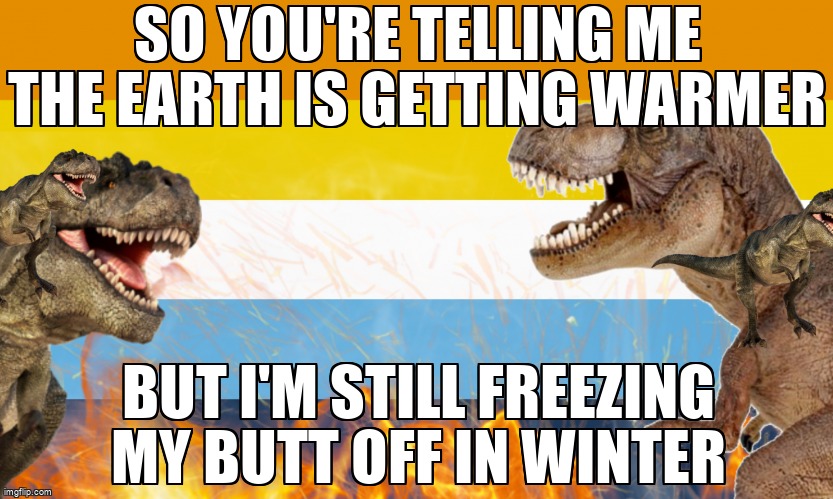 SO YOU'RE TELLING ME
THE EARTH IS GETTING WARMER
BUT I'M STILL FREEZING
MY BUTT OFF IN WINTER
imgflip.com